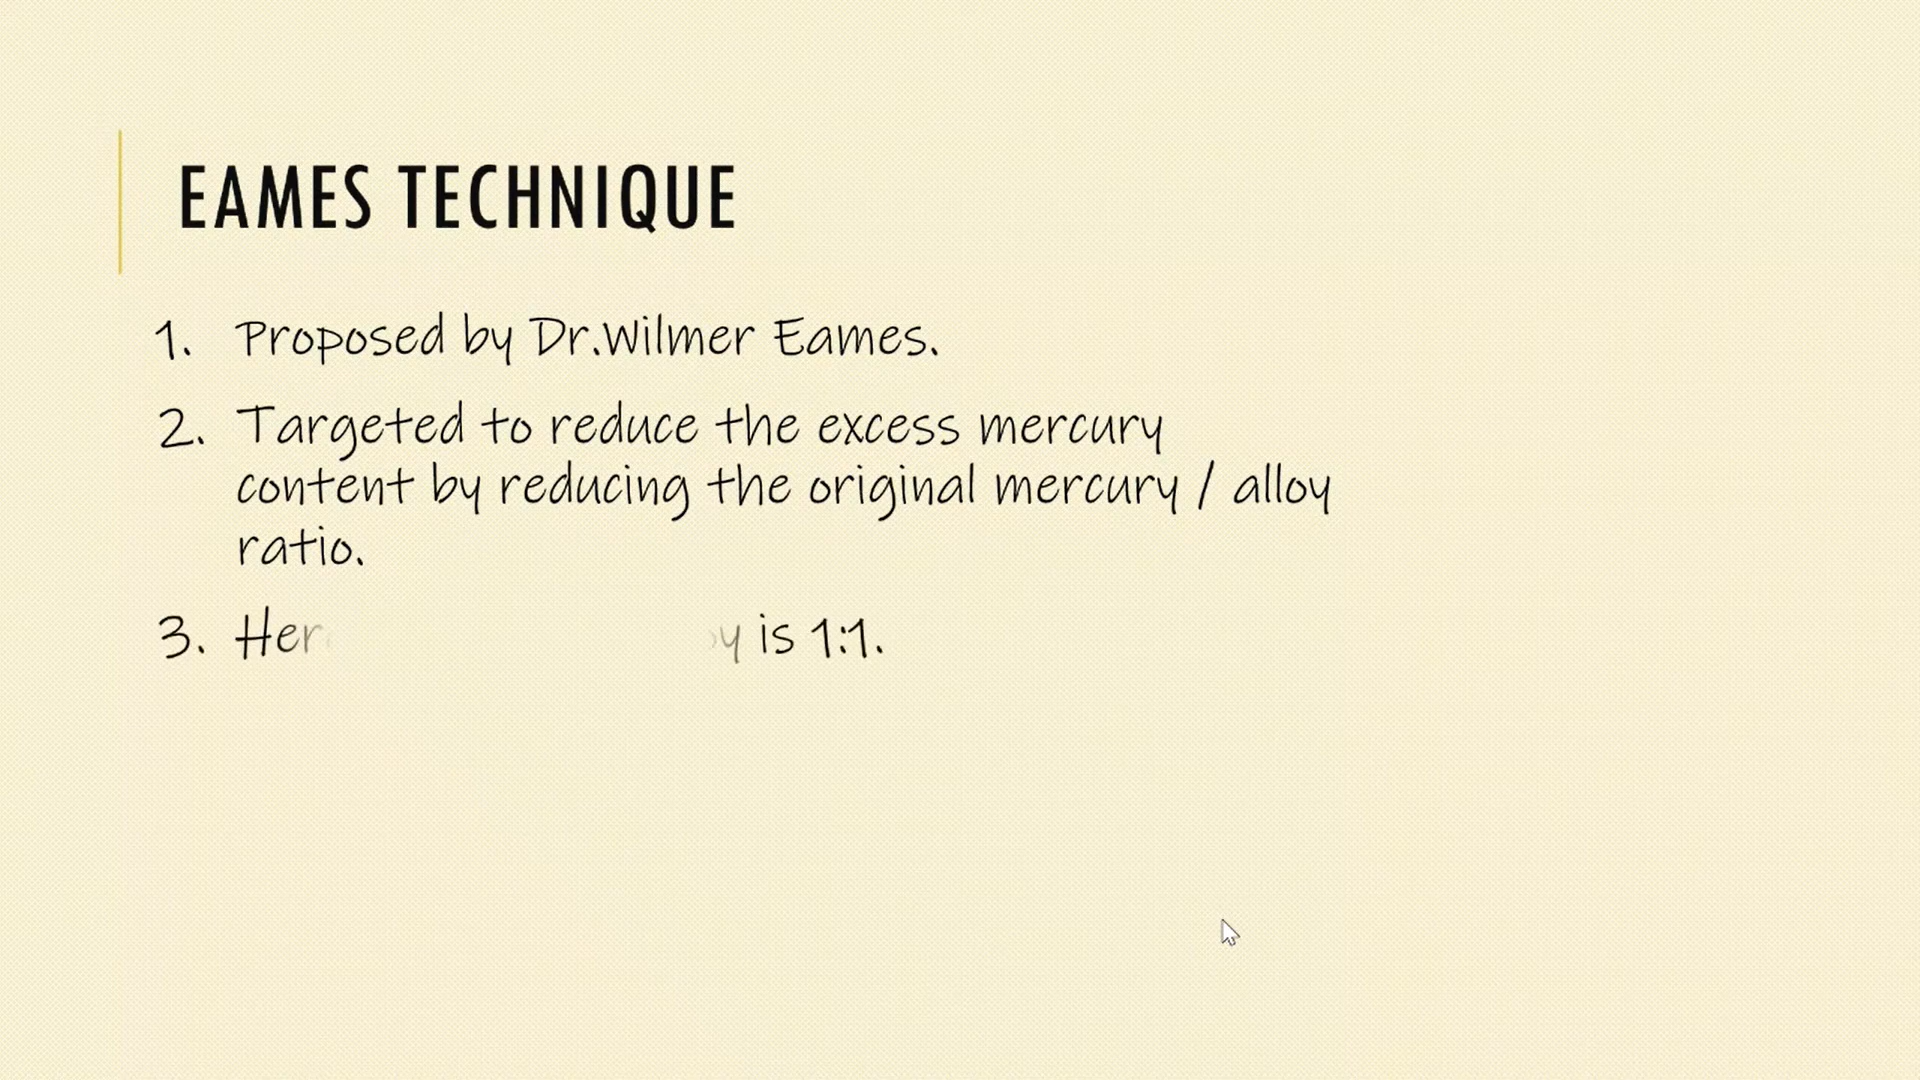 EAMES TECHNIQUE
1. Proposed by Dr.Wilmer Eames.
2. Targeted to reduce the excess mercury
content by reducing the original mercury / alloy
ratio.
3. is 1:1.